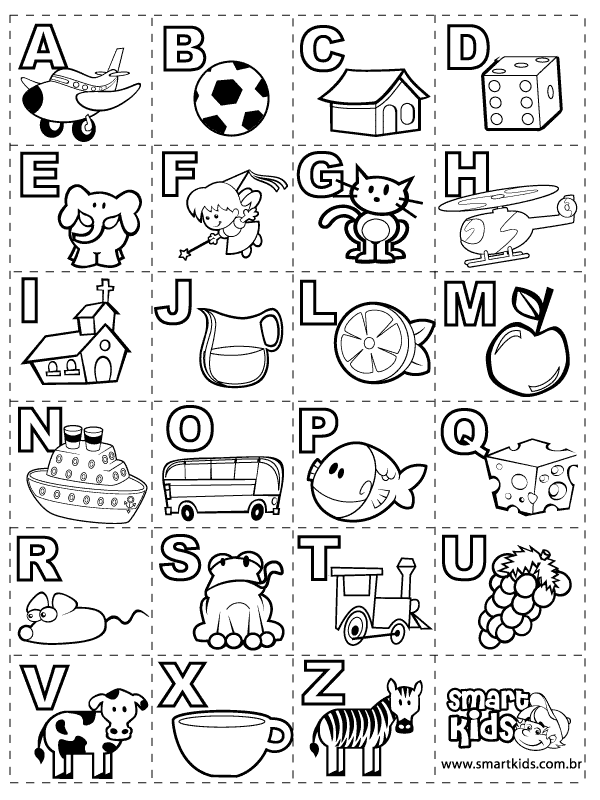 A B C D
E F G H
I J L M
N O P Q
R S T U
V X Z
smart
Kids
www.smartkids.com.br